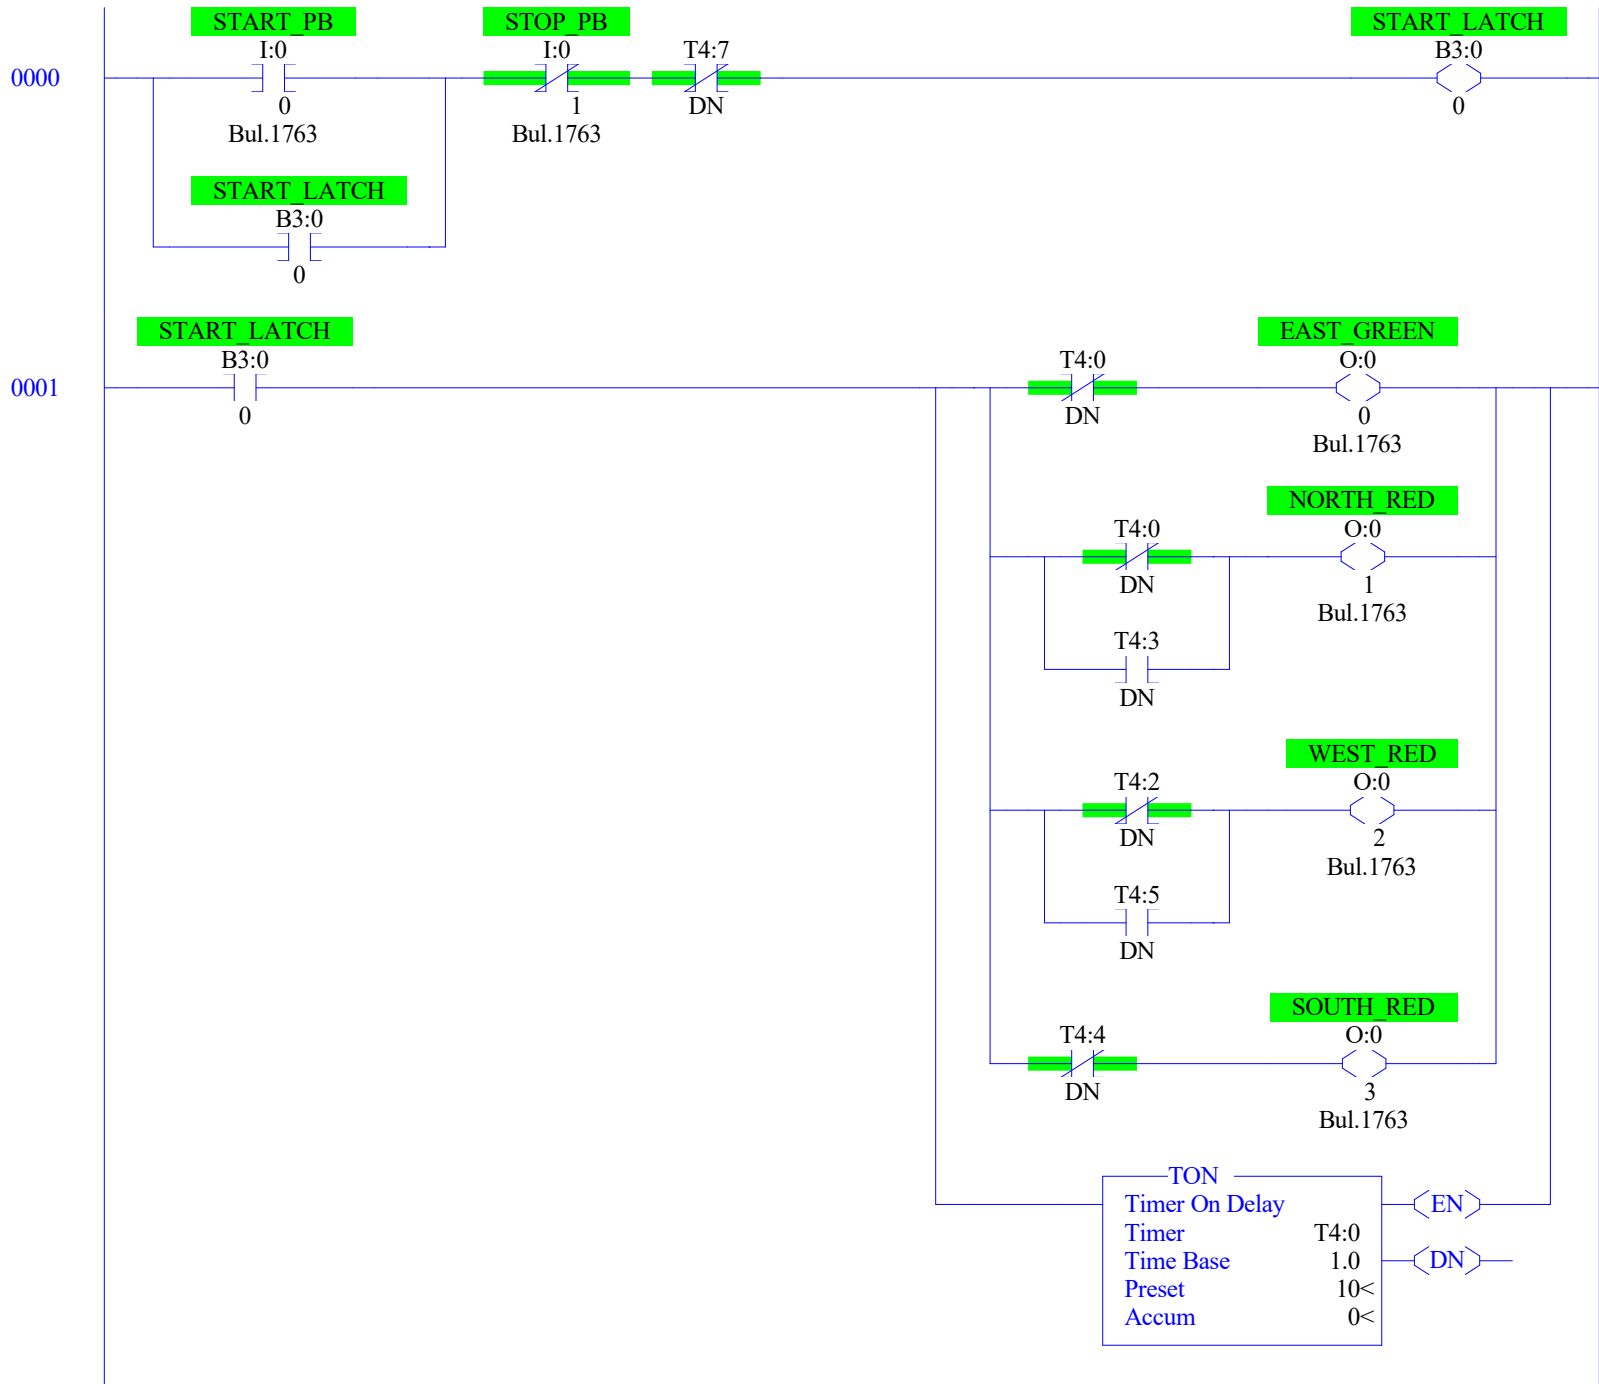 START_PB
I:0
0
Bul.1763
STOP_PB
I:0
1
Bul.1763
T4:7
DN
START_LATCH
B3:0
0
0000
START_LATCH
B3:0
0
START_LATCH
B3:0
0
0001
T4:0
DN
EAST_GREEN
O:0
0
Bul.1763
T4:0
DN
NORTH_RED
O:0
1
Bul.1763
T4:3
DN
T4:2
DN
WEST_RED
O:0
2
Bul.1763
T4:5
DN
T4:4
DN
SOUTH_RED
O:0
3
Bul.1763
TON
Timer On Delay
Timer T4:0
Time Base 1.0
Preset 10<
Accum 0<
EN
DN